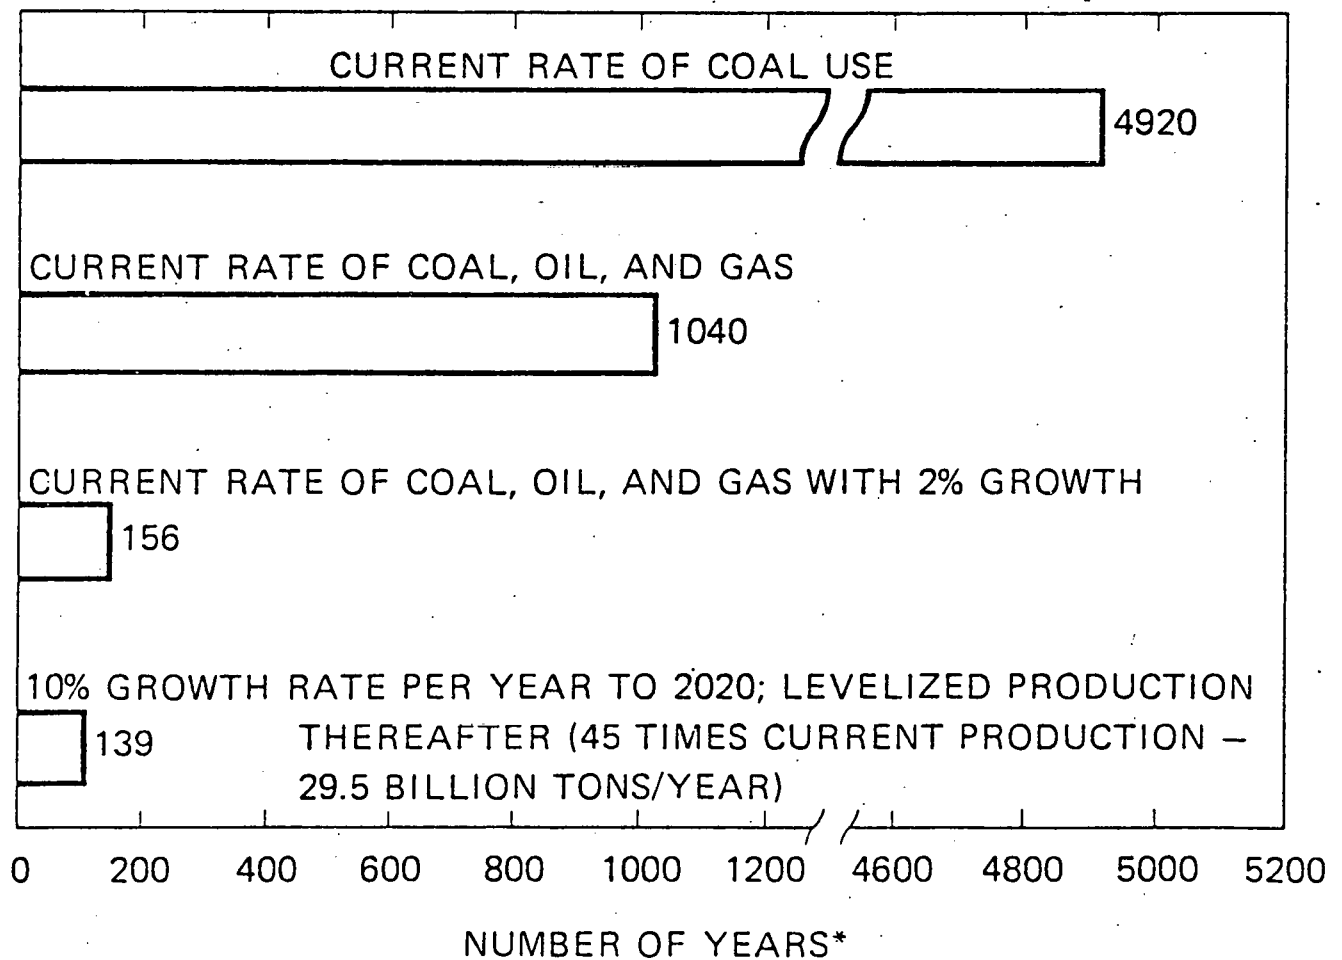 CURRENT RATE OF COAL USE
4920
CURRENT RATE OF COAL, OIL, AND GAS
1040
CURRENT RATE OF COAL, OIL, AND GAS WITH 2% GROWTH
156
10% GROWTH RATE PER YEAR TO 2020; LEVELIZED PRODUCTION
139 THEREAFTER (45 TIMES CURRENT PRODUCTION –
29.5 BILLION TONS/YEAR)
0 200 400 600 800 1000 1200 4600 4800 5000 5200
NUMBER OF YEARS*